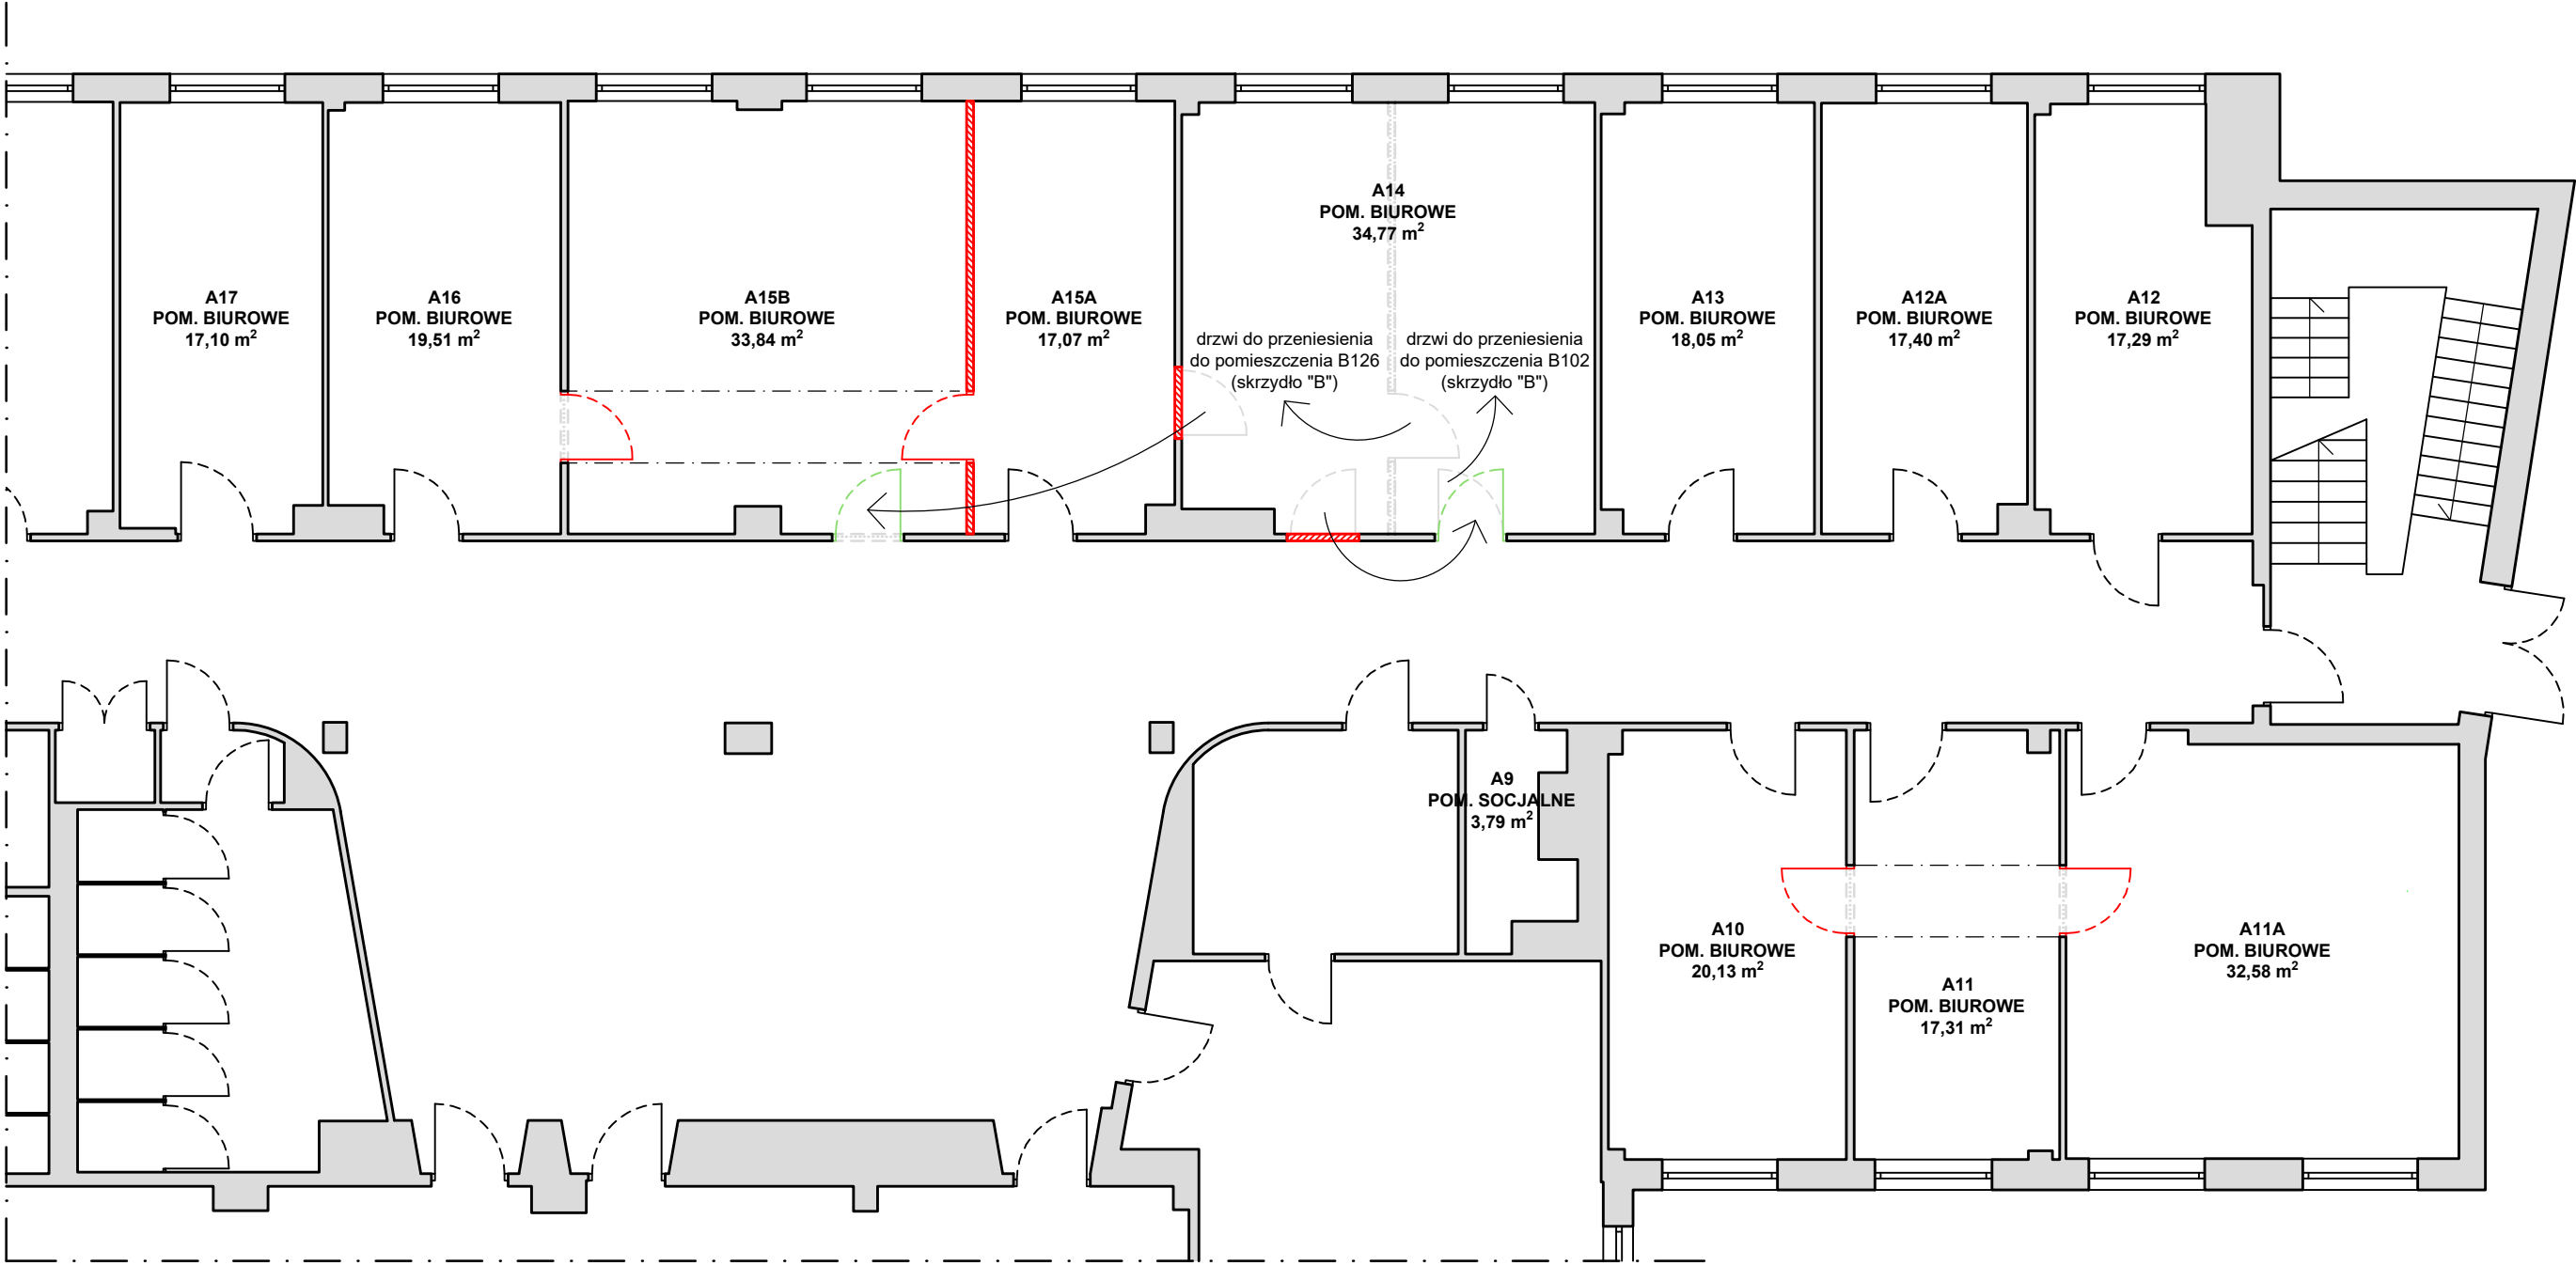 A14
POM. BIUROWE
34,77 m²
A17
POM. BIUROWE
17,10 m²
A16
POM. BIUROWE
19,51 m²
A15B
POM. BIUROWE
33,84 m²
A15A
POM. BIUROWE
17,07 m²
drzwi do przeniesienia
do pomieszczenia B126
(skrzydło "B")
drzwi do przeniesienia
do pomieszczenia B102
(skrzydło "B")
A13
POM. BIUROWE
18,05 m²
A12A
POM. BIUROWE
17,40 m²
A12
POM. BIUROWE
17,29 m²
A9
POM. SOCJALNE
3,79 m²
A10
POM. BIUROWE
20,13 m²
A11
POM. BIUROWE
17,31 m²
A11A
POM. BIUROWE
32,58 m²